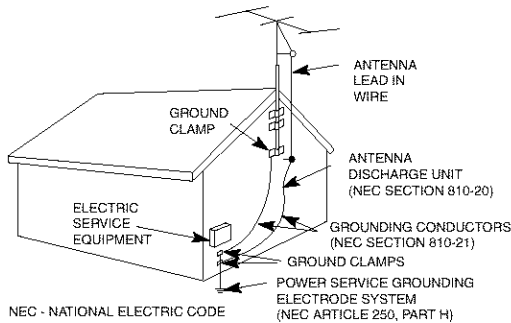 ANTENNA
LEAD IN
WIRE
GROUND
CLAMP
ANTENNA
DISCHARGE UNIT
(NEC SECTION 810-20)
ELECTRIC
SERVICE
EQUIPMENT
GROUNDING CONDUCTORS
(NEC SECTION 810-21)
GROUND CLAMPS
POWER SERVICE GROUNDING
ELECTRODE SYSTEM
(NEC ARTICLE 250, PART H)
NEC - NATIONAL ELECTRIC CODE